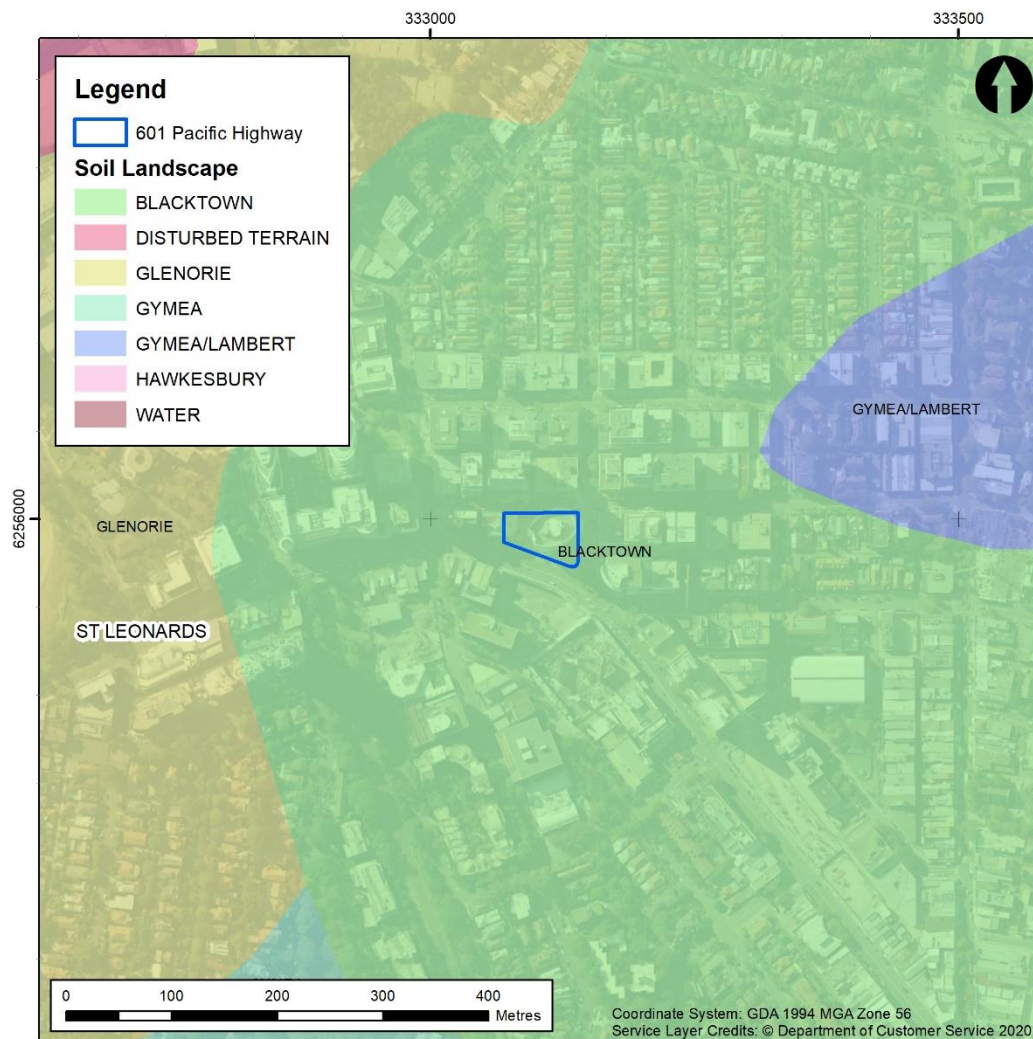 333000
333500
Legend
601 Pacific Highway
Soil Landscape
BLACKTOWN
DISTURBED TERRAIN
GLENORIE
GYMEA
GYMEA/LAMBERT
HAWKESBURY
WATER
GYMEA/LAMBERT
6256000
GLENORIE
BLACKTOWN
ST LEONARDS
0 100 200 300 400
Metres
Coordinate System: GDA 1994 MGA Zone 56
Service Layer Credits: © Department of Customer Service 2020